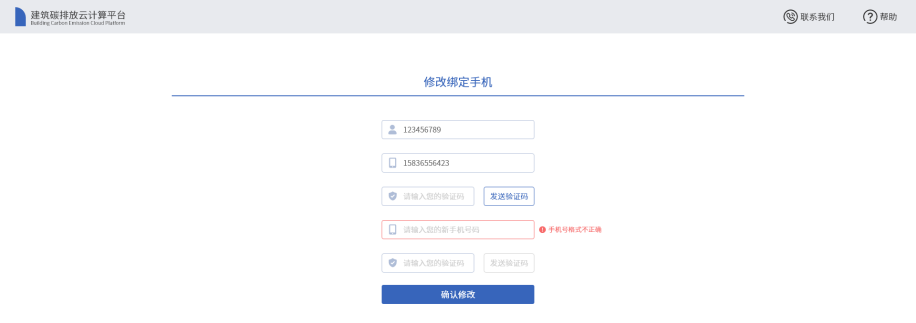 建筑碳排放云计算平台
Building Carbon Emission Cloud Platform
联系我们
帮助
修改绑定手机
123456789
15836556423
请输入您的验证码
发送验证码
请输入您的新手机号码
手机号格式不正确
请输入您的验证码
发送验证码
确认修改